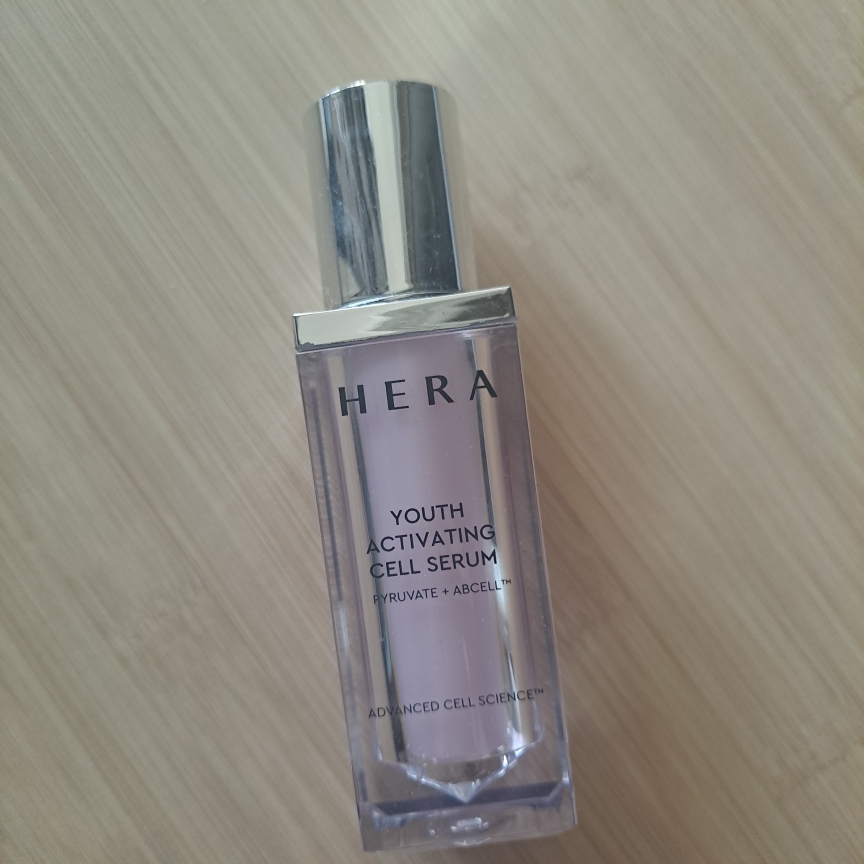 HERA
YOUTH
ACTIVATING
CELL SERUM
PYRUVATE + ABCELL™
ADVANCED CELL SCIENCE™